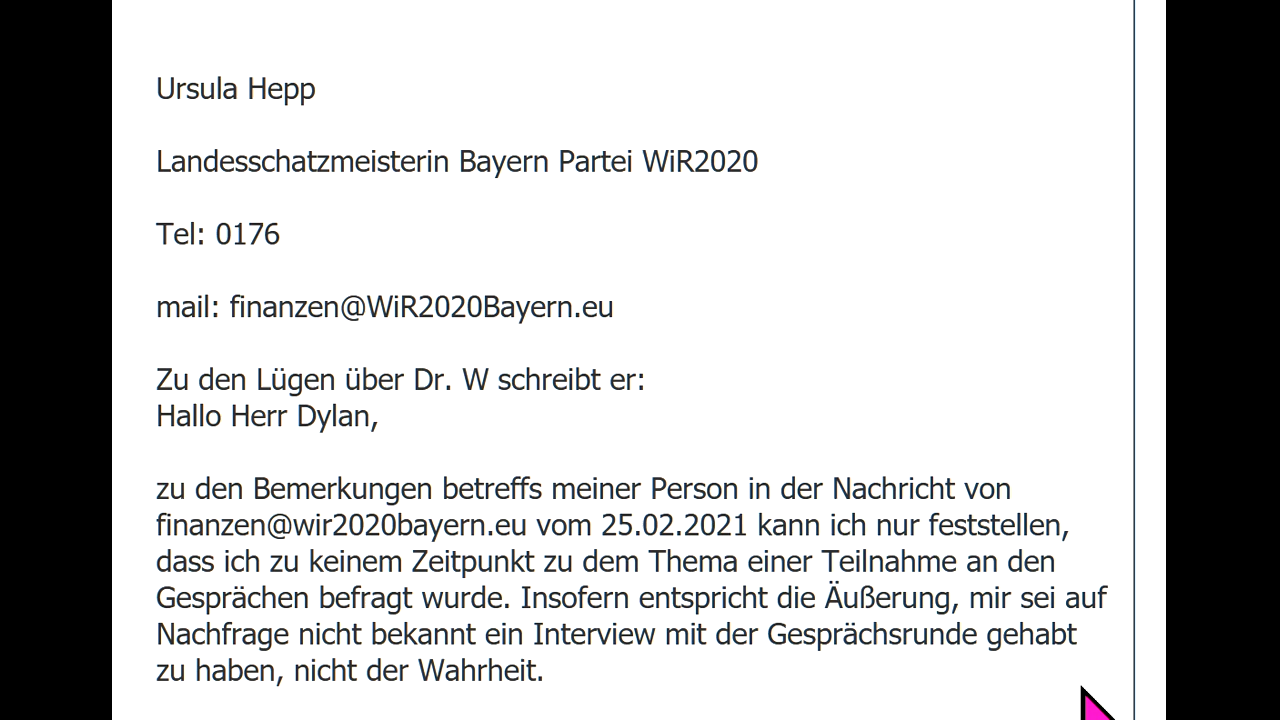 Ursula Hepp
Landesschatzmeisterin Bayern Partei WiR2020
Tel: 0176
mail: finanzen@WiR2020Bayern.eu
Zu den Lügen über Dr. W schreibt er:
Hallo Herr Dylan,
zu den Bemerkungen betreffs meiner Person in der Nachricht von
finanzen@wir2020bayern.eu vom 25.02.2021 kann ich nur feststellen,
dass ich zu keinem Zeitpunkt zu dem Thema einer Teilnahme an den
Gesprächen befragt wurde. Insofern entspricht die Äußerung, mir sei auf
Nachfrage nicht bekannt ein Interview mit der Gesprächsrunde gehabt
zu haben, nicht der Wahrheit.